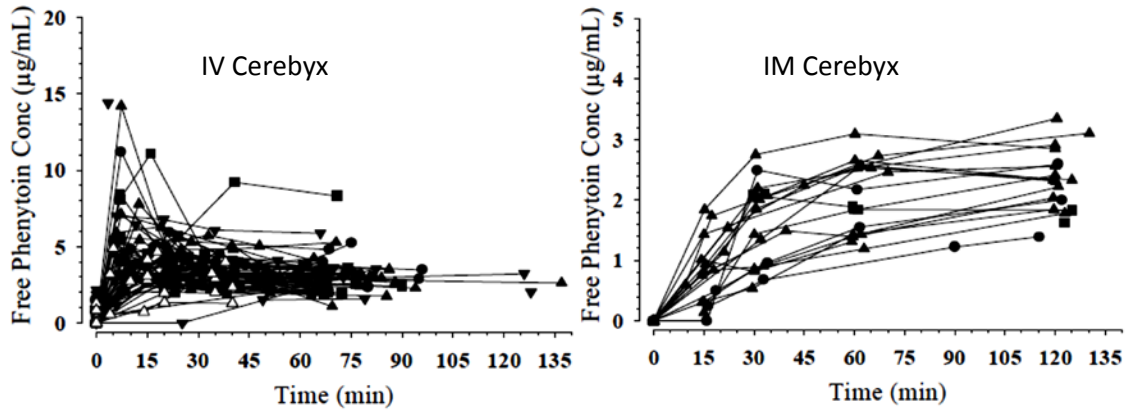 IV Cerebyx
Free Phenytoin Conc (µg/mL)
20
15
10
5
0
0 15 30 45 60 75 90 105 120 135
Time (min)
IM Cerebyx
Free Phenytoin Conc (µg/mL)
5
4
3
2
1
0
0 15 30 45 60 75 90 105 120 135
Time (min)